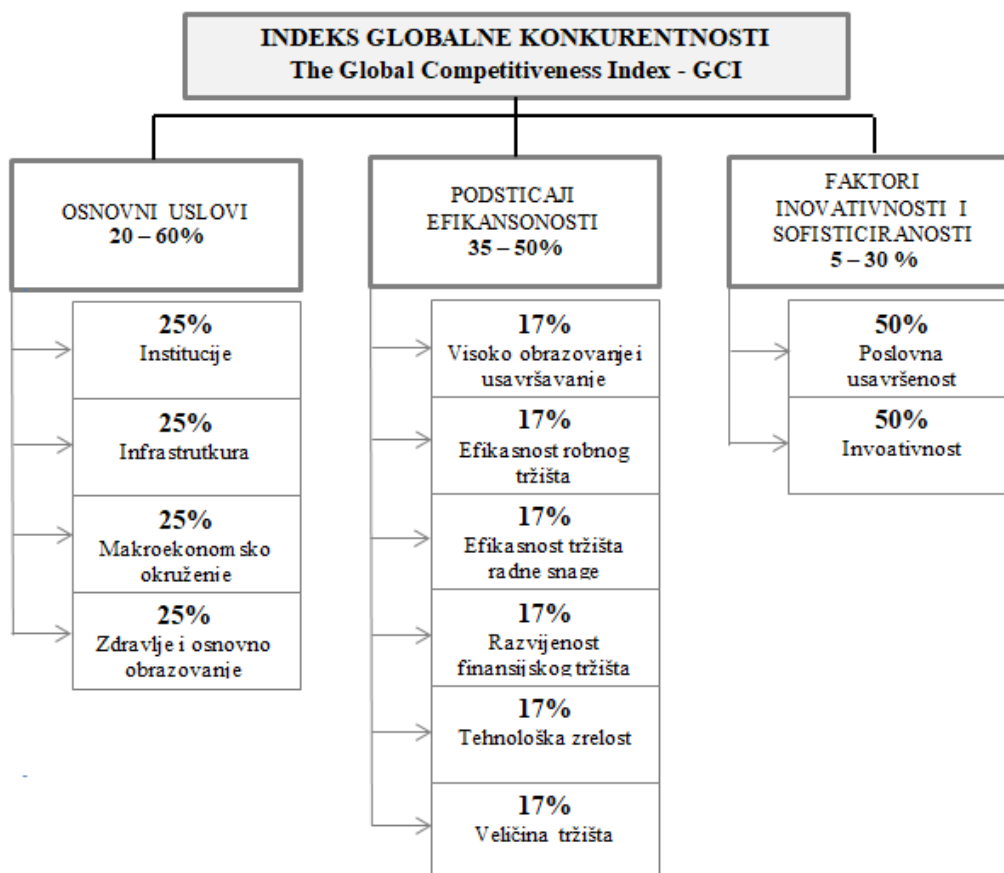 INDEKS GLOBALNE KONKURENTNOSTI
The Global Competitiveness Index - GCI
OSNOVNI USLOVI
20 – 60%
25%
Institucije
25%
Infrastrutkura
25%
Makroekonomsko
okruženje
25%
Zdravlje i osnovno
obrazovanje
PODSTICAJI
EFIKANSONOSTI
35 – 50%
17%
Visoko obrazovanje i
usavršavanje
17%
Efikasnost robnog
tržišta
17%
Efikasnost tržišta
radne snage
17%
Razvijenost
finansijskog tržišta
17%
Tehnološka zrelost
17%
Veličina tržišta
FAKTORI
INOVATIVNOSTI I
SOFISTICIRANOSTI
5 – 30 %
50%
Poslovna
usavršenost
50%
Invoativnost